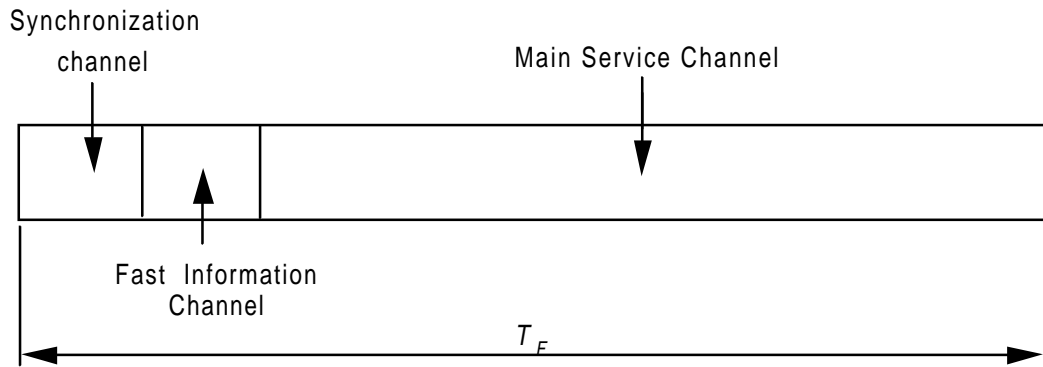 Synchronization
channel
Main Service Channel
Fast Information
Channel
T F